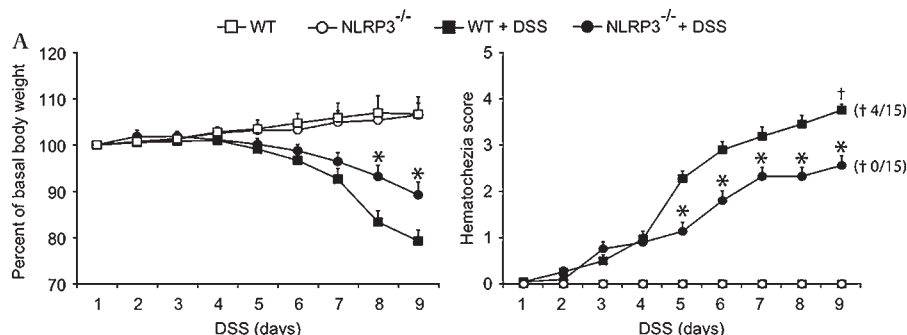 A
WT NLRP3-/- WT + DSS NLRP3-/- + DSS
Percent of basal body weight
120
110
100
90
80
70
* *
1 2 3 4 5 6 7 8 9
DSS (days)
Hematochezia score
5
4
3
2
1
0
† († 4/15)
* * * * * († 0/15)
1 2 3 4 5 6 7 8 9
DSS (days)